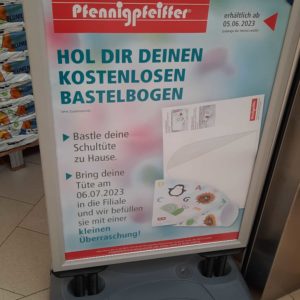 Pfennigpfeiffer
erhältlich ab
05.06.2023
HOL DIR DEINEN
KOSTENLOSEN
BASTELBOGEN
Bastle deine
Schultüte
zu Hause.
Bring deine
Tüte am
06.07.2023
in die Filiale
und wir befüllen
sie mit einer
kleinen
Überraschung!